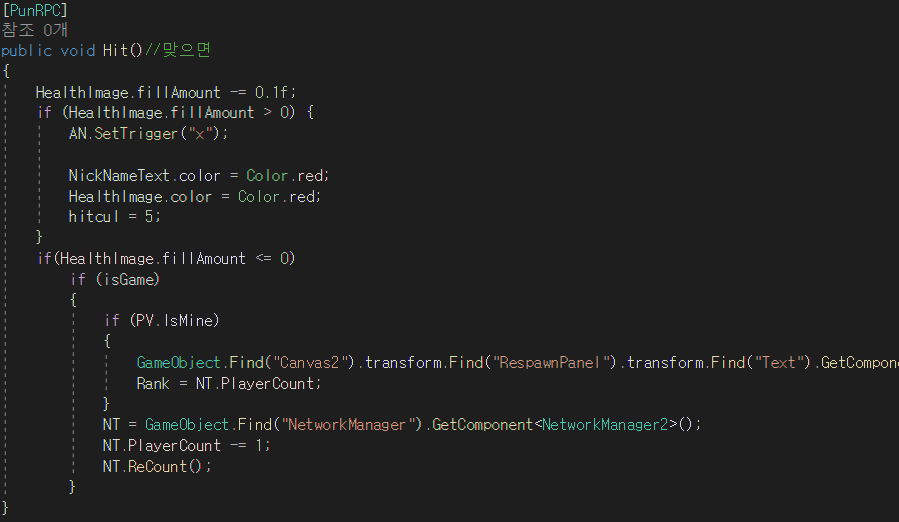 [PunRPC]
참조 0개
public void Hit()//맞으면
{
HealthImage.fillAmount -= 0.1f;
if (HealthImage.fillAmount > 0) {
AN.SetTrigger("x");
NickNameText.color = Color.red;
HealthImage.color = Color.red;
hitcul = 5;
}
if(HealthImage.fillAmount <= 0)
if (isGame)
{
if (PV.IsMine)
{
GameObject.Find("Canvas2").transform.Find("RespawnPanel").transform.Find("Text").GetCompone
Rank = NT.PlayerCount;
}
NT = GameObject.Find("NetworkManager").GetComponent<NetworkManager2>();
NT.PlayerCount -= 1;
NT.ReCount();
}
}